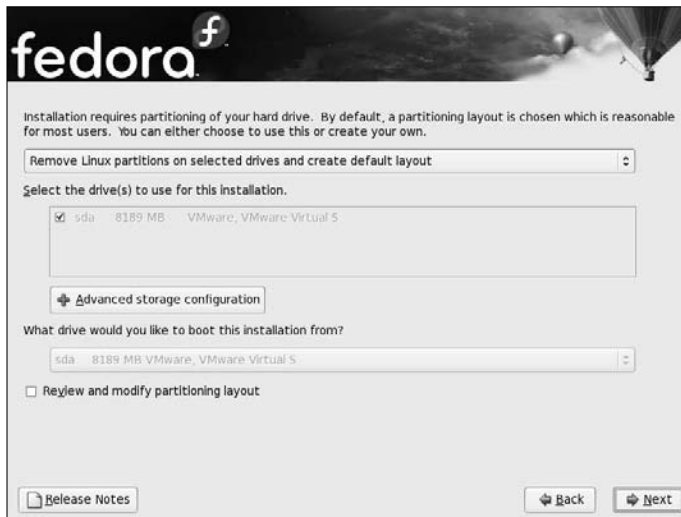 fedora
Installation requires partitioning of your hard drive. By default, a partitioning layout is chosen which is reasonable
for most users. You can either choose to use this or create your own.
Remove Linux partitions on selected drives and create default layout
Select the drive(s) to use for this installation.
sda 8189 MB VMware, VMware Virtual S
Advanced storage configuration
What drive would you like to boot this installation from?
sda 8189 MB VMware, VMware Virtual S
Review and modify partitioning layout
Release Notes
Back
Next